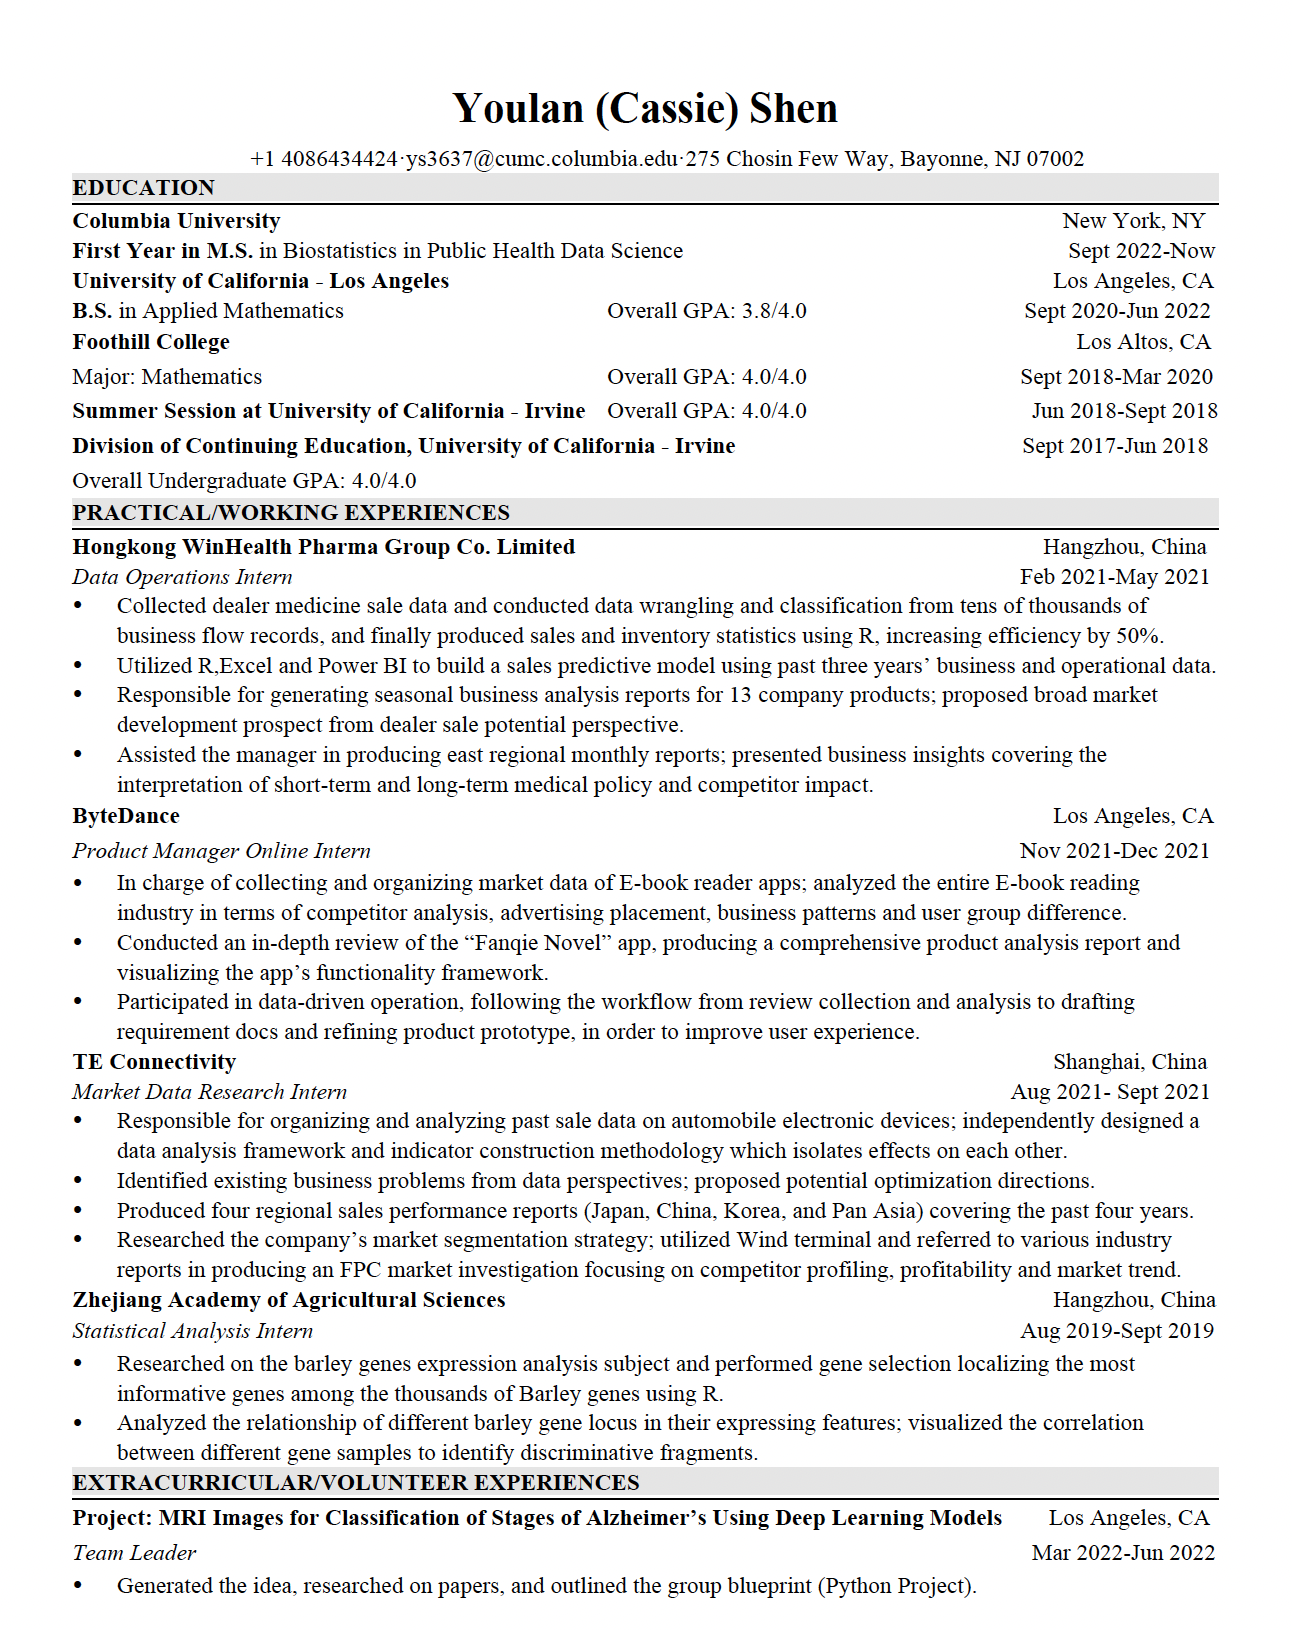 Youlan (Cassie) Shen
+1 4086434424·ys3637@cumc.columbia.edu·275 Chosin Few Way, Bayonne, NJ 07002
EDUCATION
Columbia University New York, NY
First Year in M.S. in Biostatistics in Public Health Data Science Sept 2022-Now
University of California - Los Angeles Los Angeles, CA
B.S. in Applied Mathematics Overall GPA: 3.8/4.0 Sept 2020-Jun 2022
Foothill College Los Altos, CA
Major: Mathematics Overall GPA: 4.0/4.0 Sept 2018-Mar 2020
Summer Session at University of California - Irvine Overall GPA: 4.0/4.0 Jun 2018-Sept 2018
Division of Continuing Education, University of California - Irvine Sept 2017-Jun 2018
Overall Undergraduate GPA: 4.0/4.0
PRACTICAL/WORKING EXPERIENCES
Hongkong WinHealth Pharma Group Co. Limited Hangzhou, China
Data Operations Intern Feb 2021-May 2021
• Collected dealer medicine sale data and conducted data wrangling and classification from tens of thousands of
business flow records, and finally produced sales and inventory statistics using R, increasing efficiency by 50%.
• Utilized R,Excel and Power BI to build a sales predictive model using past three years’ business and operational data.
• Responsible for generating seasonal business analysis reports for 13 company products; proposed broad market
development prospect from dealer sale potential perspective.
• Assisted the manager in producing east regional monthly reports; presented business insights covering the
interpretation of short-term and long-term medical policy and competitor impact.
ByteDance Los Angeles, CA
Product Manager Online Intern Nov 2021-Dec 2021
• In charge of collecting and organizing market data of E-book reader apps; analyzed the entire E-book reading
industry in terms of competitor analysis, advertising placement, business patterns and user group difference.
• Conducted an in-depth review of the “Fanqie Novel” app, producing a comprehensive product analysis report and
visualizing the app’s functionality framework.
• Participated in data-driven operation, following the workflow from review collection and analysis to drafting
requirement docs and refining product prototype, in order to improve user experience.
TE Connectivity Shanghai, China
Market Data Research Intern Aug 2021- Sept 2021
• Responsible for organizing and analyzing past sale data on automobile electronic devices; independently designed a
data analysis framework and indicator construction methodology which isolates effects on each other.
• Identified existing business problems from data perspectives; proposed potential optimization directions.
• Produced four regional sales performance reports (Japan, China, Korea, and Pan Asia) covering the past four years.
• Researched the company’s market segmentation strategy; utilized Wind terminal and referred to various industry
reports in producing an FPC market investigation focusing on competitor profiling, profitability and market trend.
Zhejiang Academy of Agricultural Sciences Hangzhou, China
Statistical Analysis Intern Aug 2019-Sept 2019
• Researched on the barley genes expression analysis subject and performed gene selection localizing the most
informative genes among the thousands of Barley genes using R.
• Analyzed the relationship of different barley gene locus in their expressing features; visualized the correlation
between different gene samples to identify discriminative fragments.
EXTRACURRICULAR/VOLUNTEER EXPERIENCES
Project: MRI Images for Classification of Stages of Alzheimer’s Using Deep Learning Models Los Angeles, CA
Team Leader Mar 2022-Jun 2022
• Generated the idea, researched on papers, and outlined the group blueprint (Python Project).